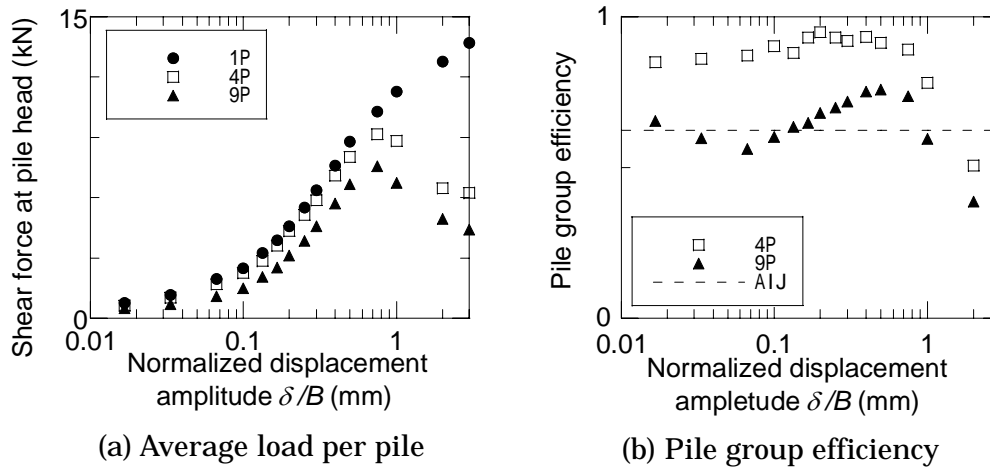 Shear force at pile head (kN)
15
0
1P
4P
9P
0.01
0.1
1
Normalized displacement
amplitude δ/B (mm)
(a) Average load per pile
Pile group efficiency
1
0
4P
9P
AIJ
0.01
0.1
1
Normalized displacement
ampletude δ/B (mm)
(b) Pile group efficiency